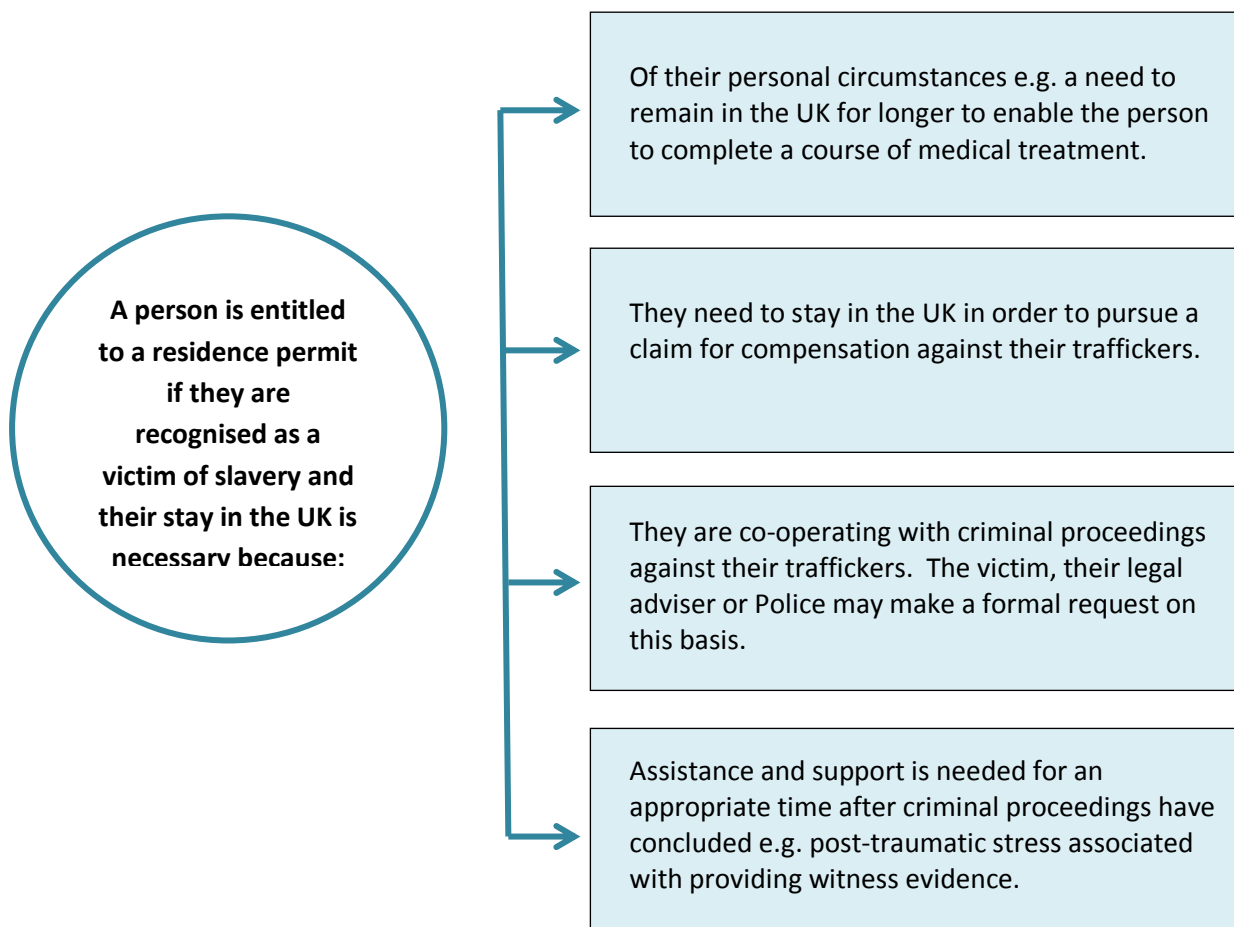 A person is entitled
to a residence permit
if they are
recognised as a
victim of slavery and
their stay in the UK is
necessary because:
Of their personal circumstances e.g. a need to
remain in the UK for longer to enable the person
to complete a course of medical treatment.
They need to stay in the UK in order to pursue a
claim for compensation against their traffickers.
They are co-operating with criminal proceedings
against their traffickers.  The victim, their legal
adviser or Police may make a formal request on
this basis.
Assistance and support is needed for an
appropriate time after criminal proceedings have
concluded e.g. post-traumatic stress associated
with providing witness evidence.